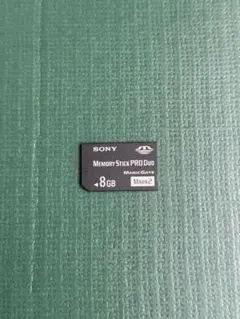 SONY
MEMORY STICK PRO DUO
MAGICGATE
◄8GB MARK2